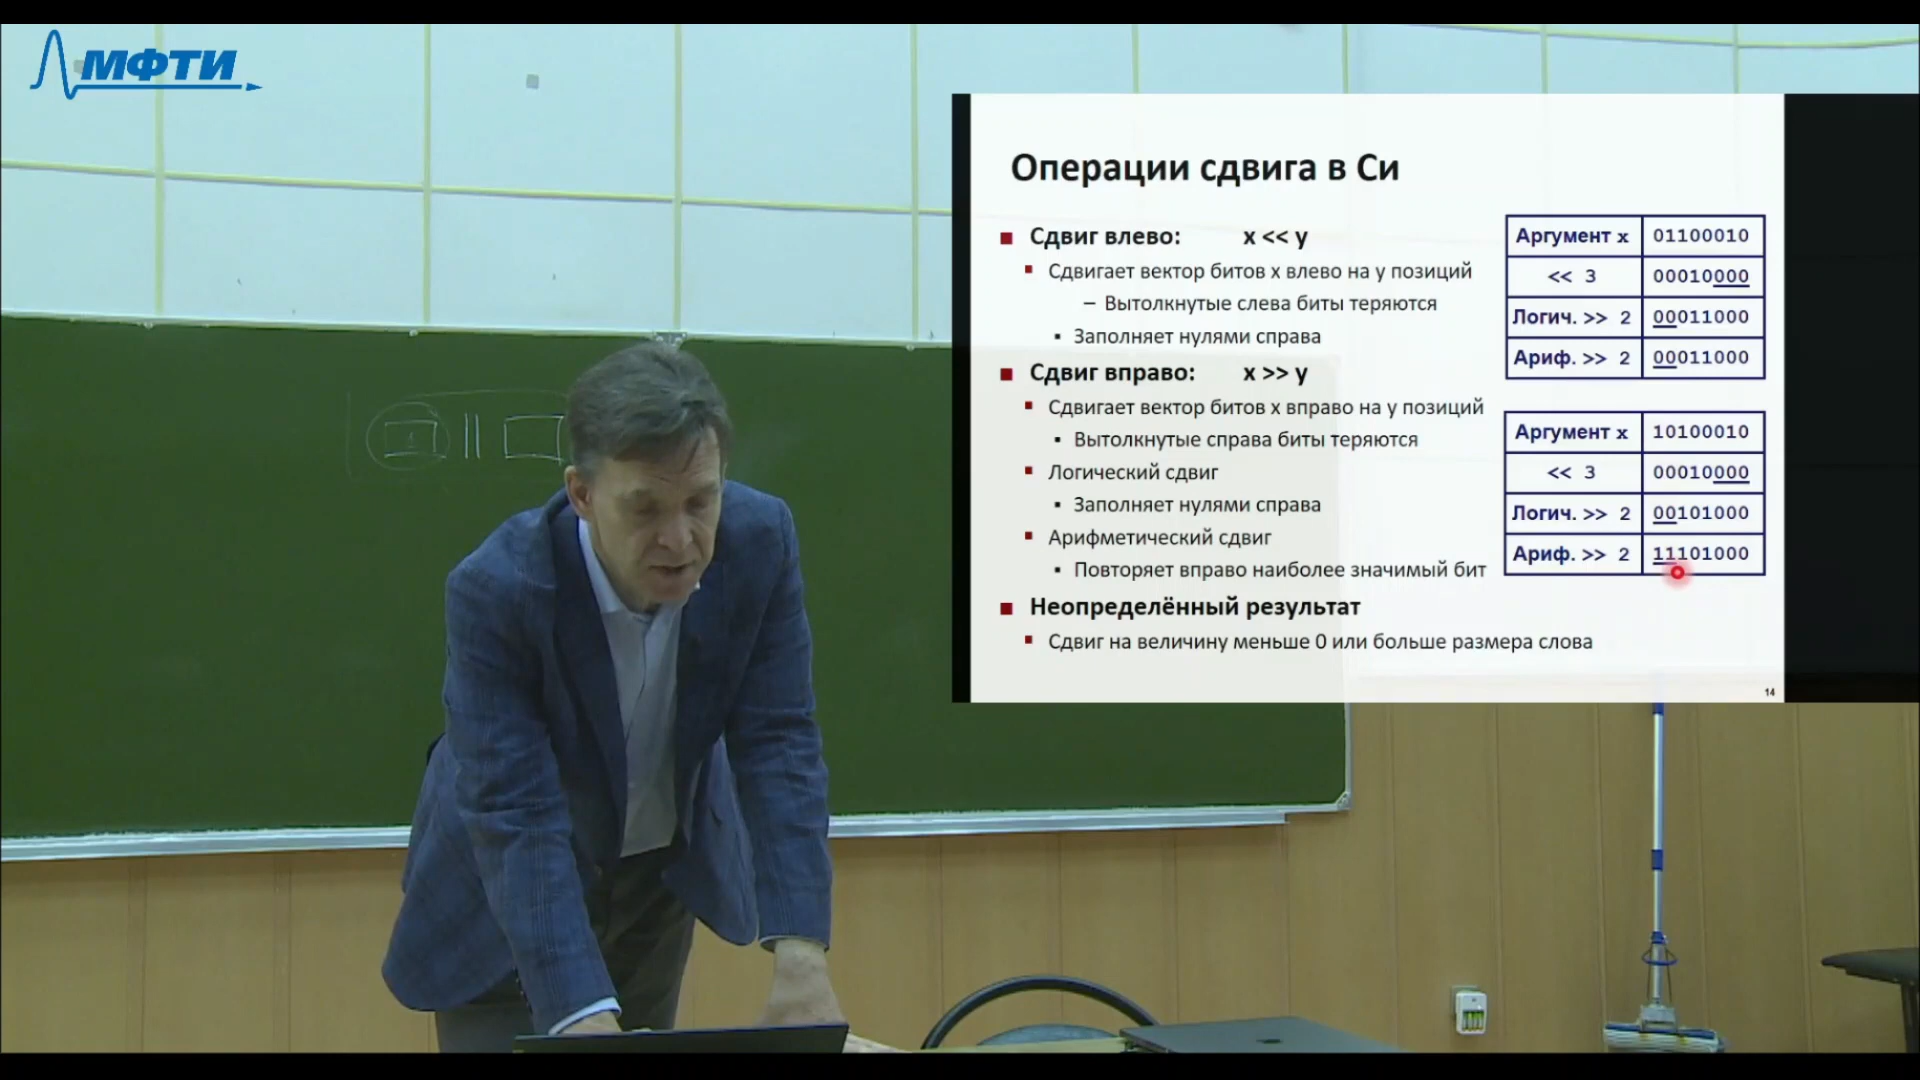 МФТИ
Операции сдвига в Си
Сдвиг влево: x << y
Сдвигает вектор битов x влево на y позиций
– Вытолкнутые слева биты теряются
Заполняет нулями справа
Сдвиг вправо: x >> y
Сдвигает вектор битов x вправо на y позиций
Вытолкнутые справа биты теряются
Логический сдвиг
Заполняет нулями справа
Арифметический сдвиг
Повторяет вправо наиболее значимый бит
Неопределённый результат
Сдвиг на величину меньше 0 или больше размера слова
Аргумент x 01100010
<< 3 00010000
Логич. >> 2 00011000
Ариф. >> 2 00011000
Аргумент x 10100010
<< 3 00010000
Логич. >> 2 00101000
Ариф. >> 2 11101000
14